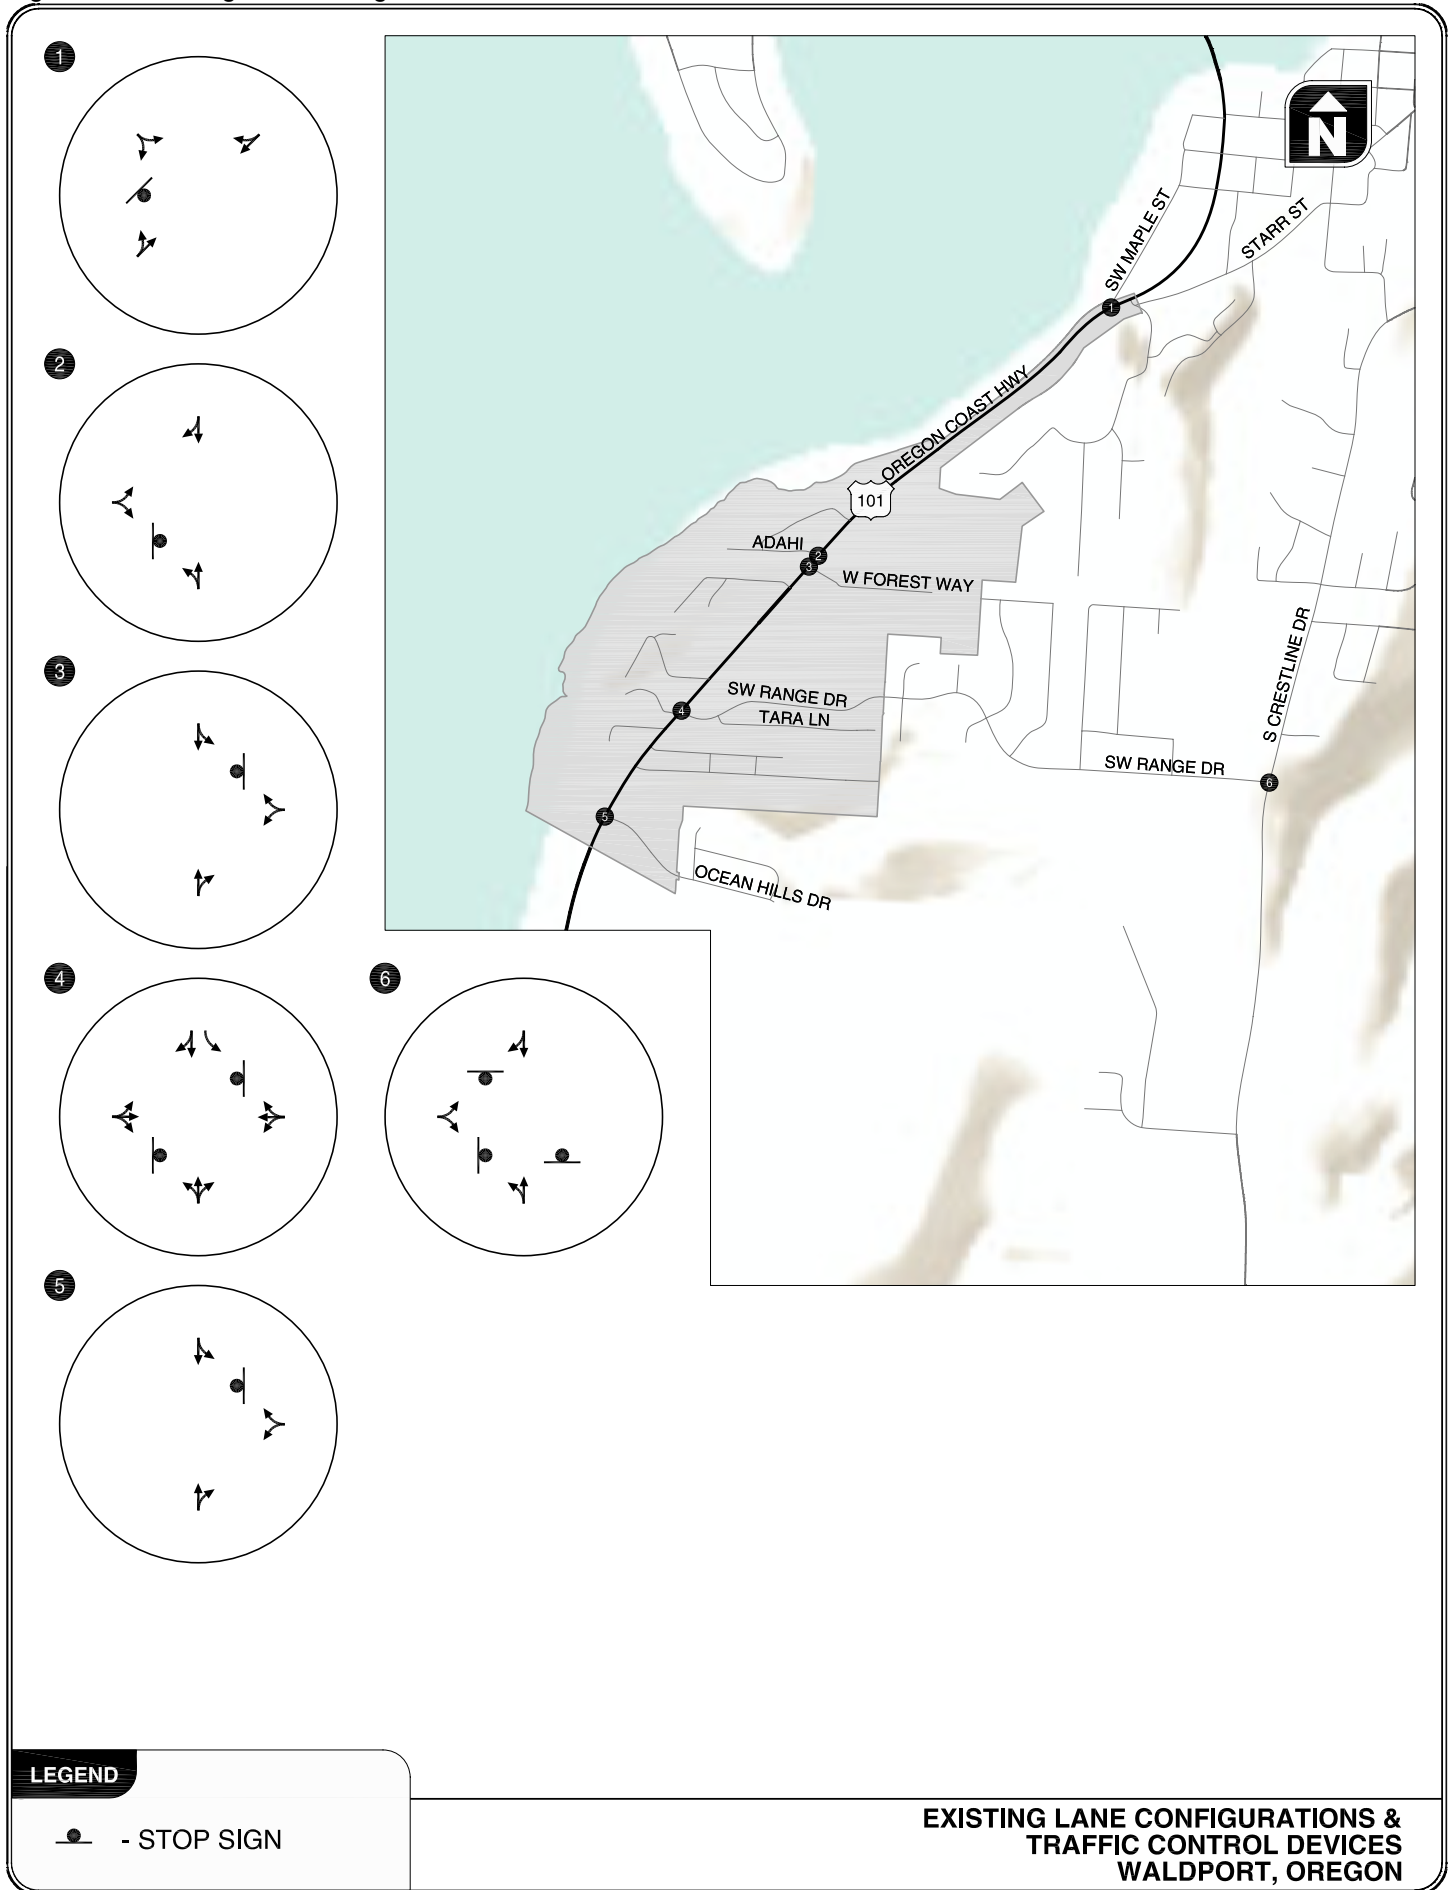 1
2
3
4
6
5
N
SW MAPLE ST
STARR ST
1
OREGON COAST HWY
101
ADAHI
2
3
W FOREST WAY
S CRESTLINE DR
SW RANGE DR
4
TARA LN
SW RANGE DR
6
5
OCEAN HILLS DR
LEGEND
- STOP SIGN
EXISTING LANE CONFIGURATIONS &
TRAFFIC CONTROL DEVICES
WALDPORT, OREGON